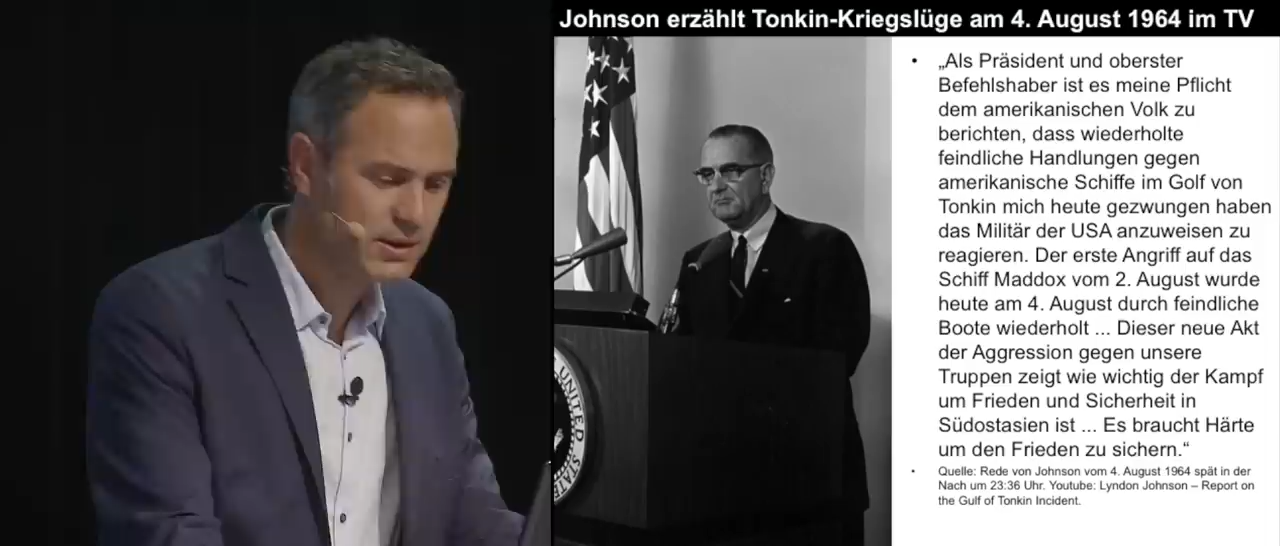 Johnson erzählt Tonkin-Kriegslüge am 4. August 1964 im TV
• „Als Präsident und oberster
Befehlshaber ist es meine Pflicht
dem amerikanischen Volk zu
berichten, dass wiederholte
feindliche Handlungen gegen
amerikanische Schiffe im Golf von
Tonkin mich heute gezwungen haben
das Militär der USA anzuweisen zu
reagieren. Der erste Angriff auf das
Schiff Maddox vom 2. August wurde
heute am 4. August durch feindliche
Boote wiederholt ... Dieser neue Akt
der Aggression gegen unsere
Truppen zeigt wie wichtig der Kampf
um Frieden und Sicherheit in
Südostasien ist ... Es braucht Härte
um den Frieden zu sichern.“
• Quelle: Rede von Johnson vom 4. August 1964 spät in der
Nach um 23:36 Uhr. Youtube: Lyndon Johnson – Report on
the Gulf of Tonkin Incident.
UNITED STATES